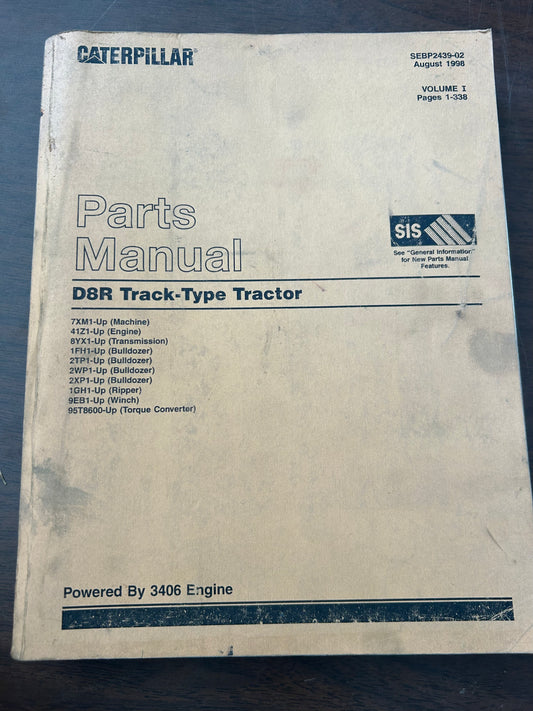 CATERPILLAR®
SEBP2439-02
August 1998
VOLUME I
Pages 1-338
Parts
Manual
SIS
See "General Information"
for New Parts Manual
Features.
D8R Track-Type Tractor
7XM1-Up (Machine)
41Z1-Up (Engine)
8YX1-Up (Transmission)
1FH1-Up (Bulldozer)
2TP1-Up (Bulldozer)
2WP1-Up (Bulldozer)
2XP1-Up (Bulldozer)
1GH1-Up (Ripper)
9EB1-Up (Winch)
95T8600-Up (Torque Converter)
Powered By 3406 Engine